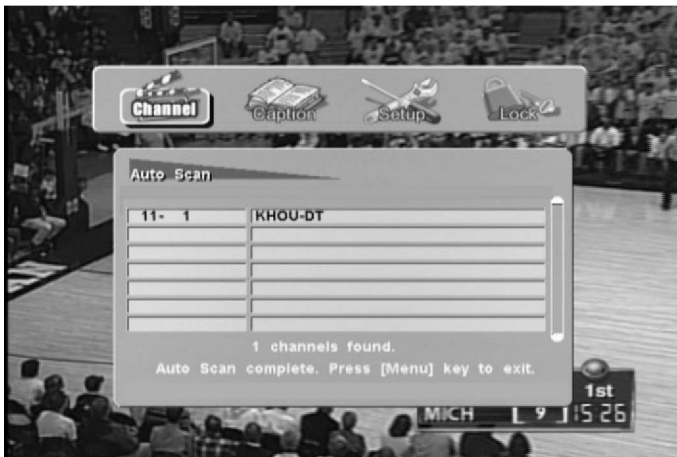 Channel
Caption
Setup
Lock
Auto Scan
11- 1 KHOU-DT
1 channels found.
Auto Scan complete. Press [Menu] key to exit.
1st
MICH 9 15 26